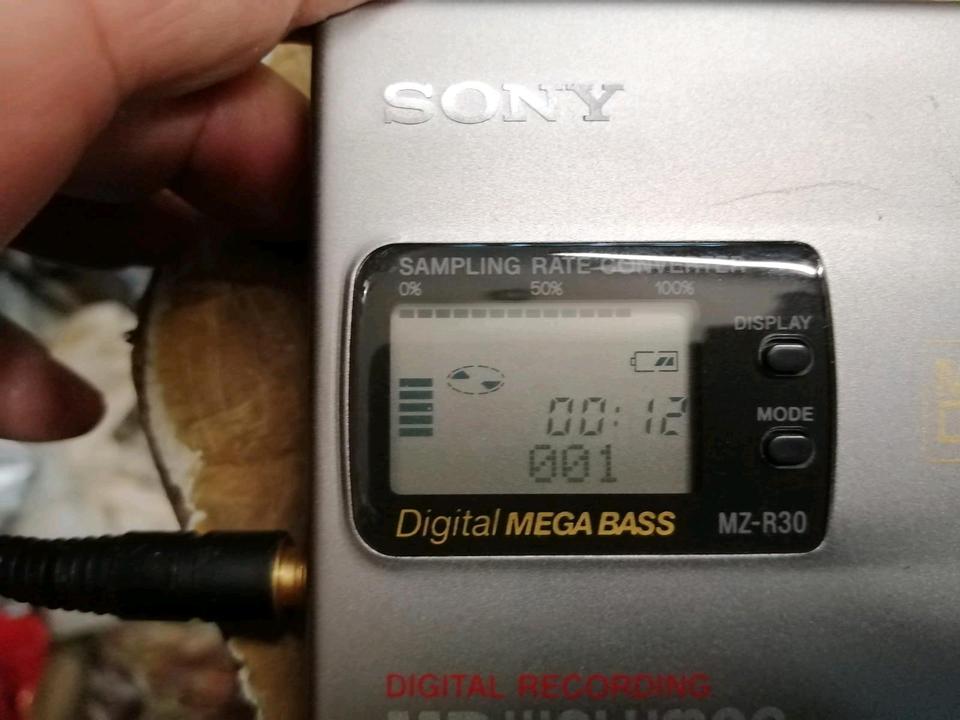 SONY
SAMPLING RATE CONVERTER
0% 50% 100%
DISPLAY
00:12
MODE
001
Digital MEGA BASS MZ-R30
DIGITAL RECORDING